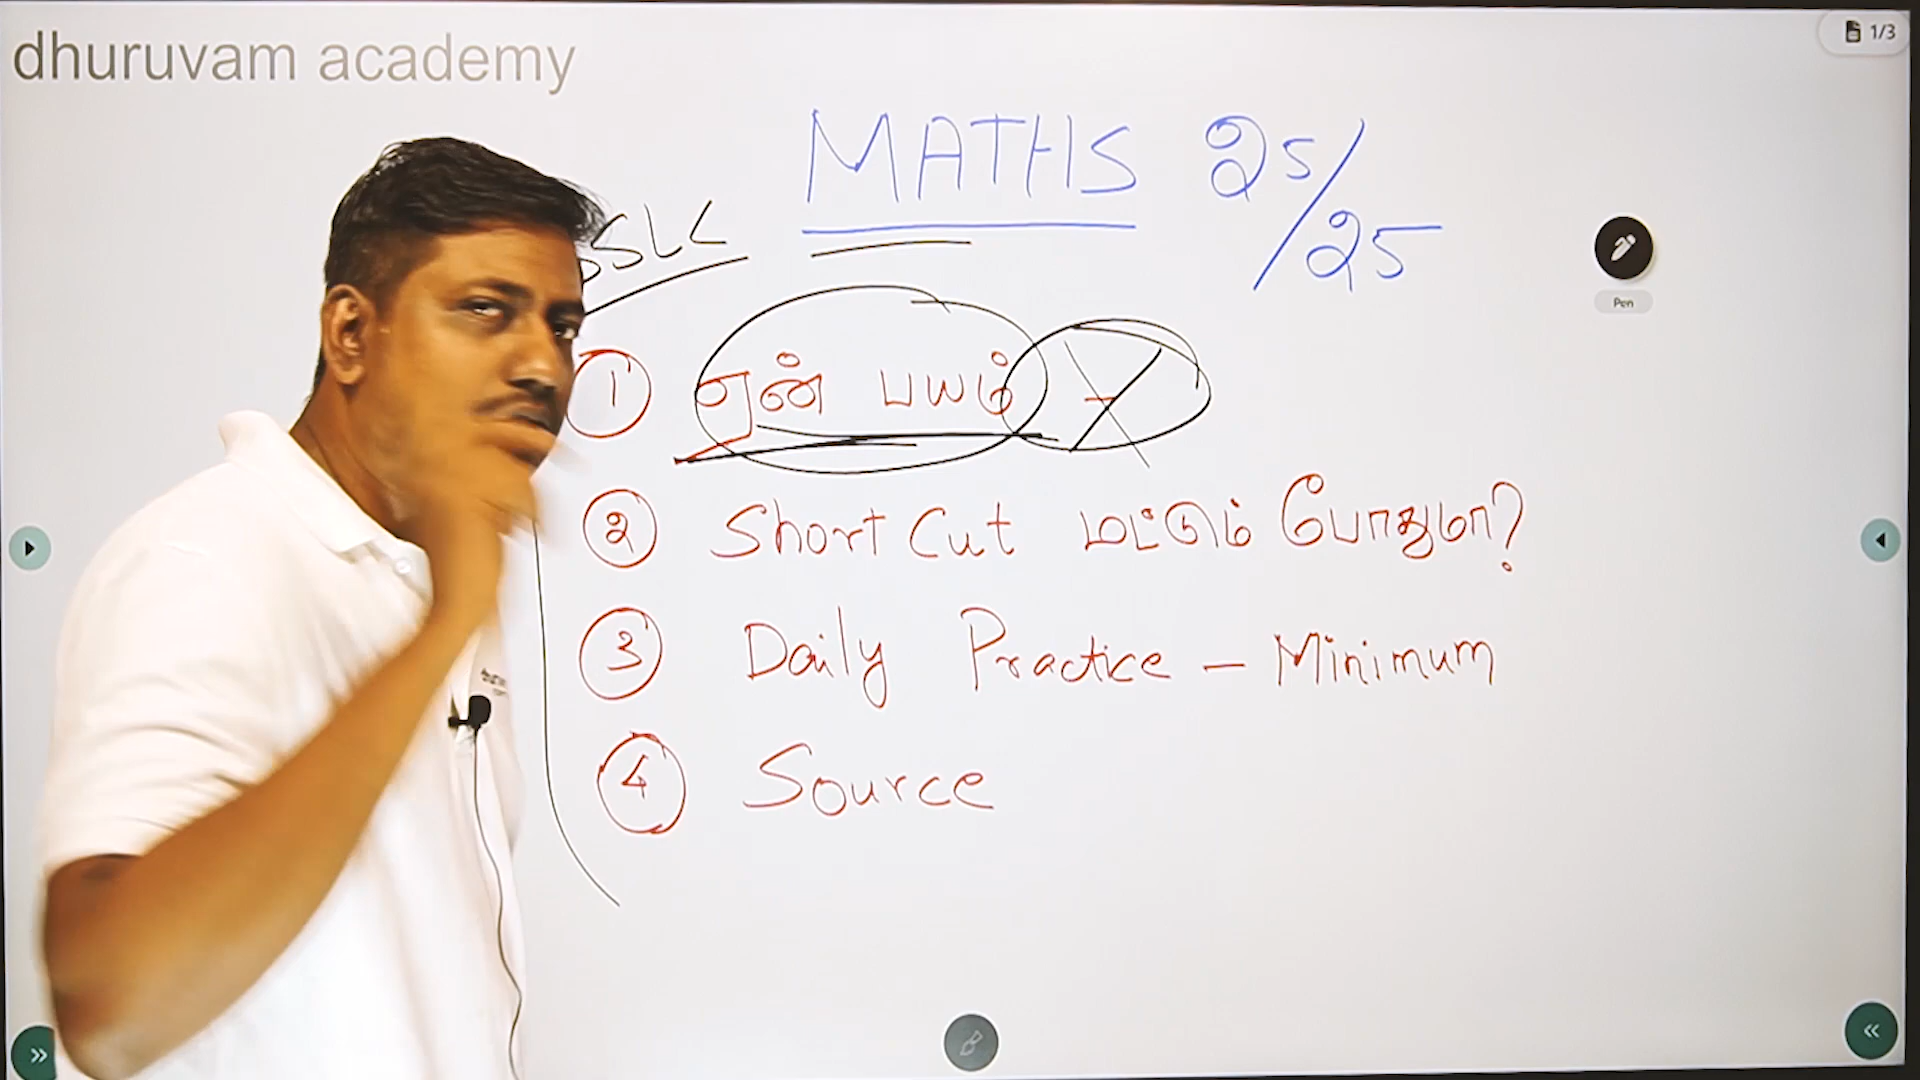 dhuruvam academy
1/3
MATHS 25/25
SSLC
Pen
1 ஏன் பயம்
2 Short Cut மட்டும் போதுமா?
3 Daily Practice - Minimum
4 Source